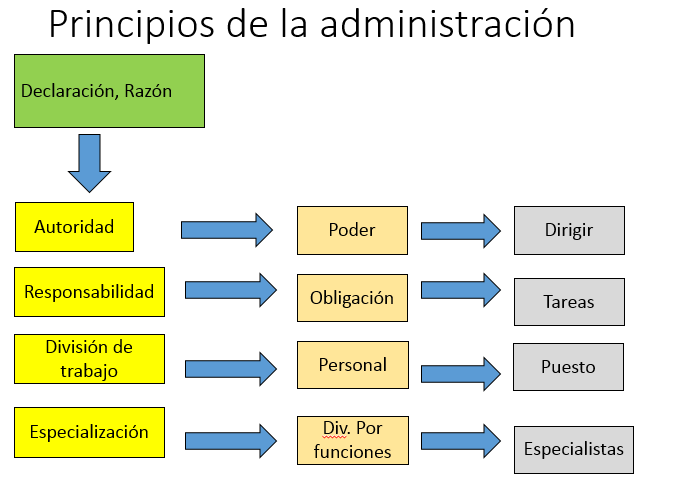 Principios de la administración
Declaración, Razón
Autoridad
Poder
Dirigir
Responsabilidad
Obligación
Tareas
División de
trabajo
Personal
Puesto
Especialización
Div. Por
funciones
Especialistas